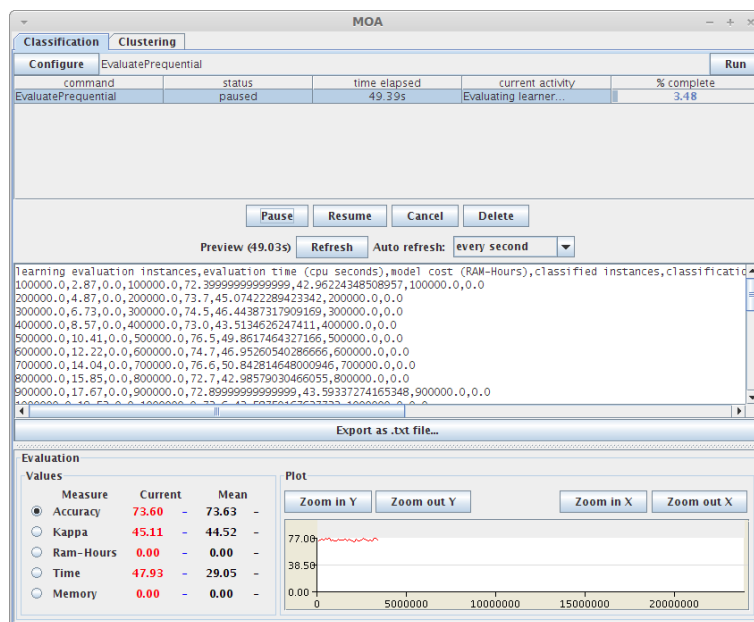 MOA
Classification Clustering
Configure EvaluatePrequential Run
command status time elapsed current activity % complete
EvaluatePrequential paused 49.39s Evaluating learner... 3.48
Pause Resume Cancel Delete
Preview (49.03s) Refresh Auto refresh: every second
learning evaluation instances,evaluation time (cpu seconds),model cost (RAM-Hours),classified instances,classificatio
100000.0,2.87,0.0,100000.0,72.39999999999999,42.96224348508957,100000.0,0.0
200000.0,4.87,0.0,200000.0,73.7,45.07422289423342,200000.0,0.0
300000.0,6.73,0.0,300000.0,74.5,46.44387317909169,300000.0,0.0
400000.0,8.57,0.0,400000.0,73.0,43.5134626247411,400000.0,0.0
500000.0,10.41,0.0,500000.0,76.5,49.8617464327166,500000.0,0.0
600000.0,12.22,0.0,600000.0,74.7,46.95260540286666,600000.0,0.0
700000.0,14.04,0.0,700000.0,76.6,50.842814648000946,700000.0,0.0
800000.0,15.85,0.0,800000.0,72.7,42.98579030466055,800000.0,0.0
900000.0,17.67,0.0,900000.0,72.89999999999999,43.59337274165348,900000.0,0.0
Export as .txt file...
Evaluation
Values Plot
Measure Current Mean
Zoom in Y Zoom out Y Zoom in X Zoom out X
Accuracy 73.60 - 73.63 -
Kappa 45.11 - 44.52 -
Ram-Hours 0.00 - 0.00 -
Time 47.93 - 29.05 -
Memory 0.00 - 0.00 -
77.00
38.50
0.00
0 5000000 10000000 15000000 20000000